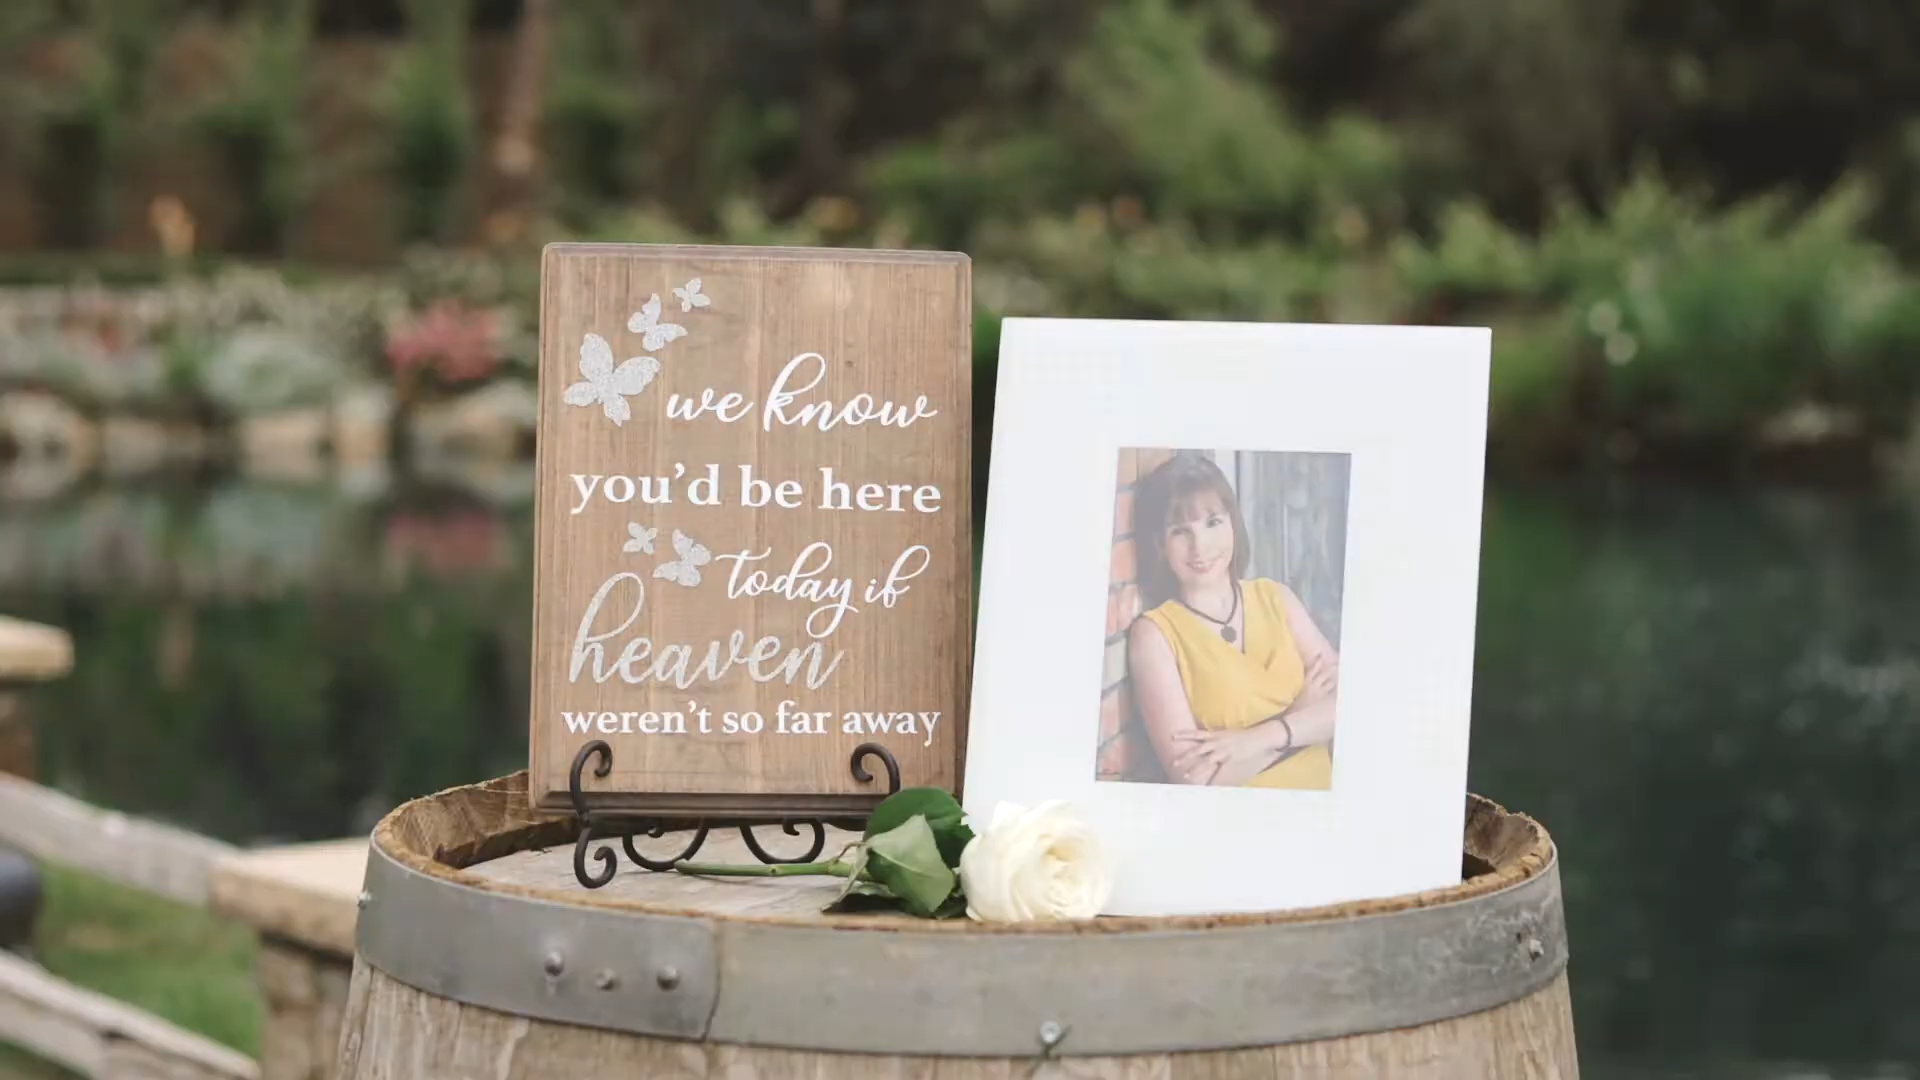 we know
you'd be here
today if
heaven
weren't so far away